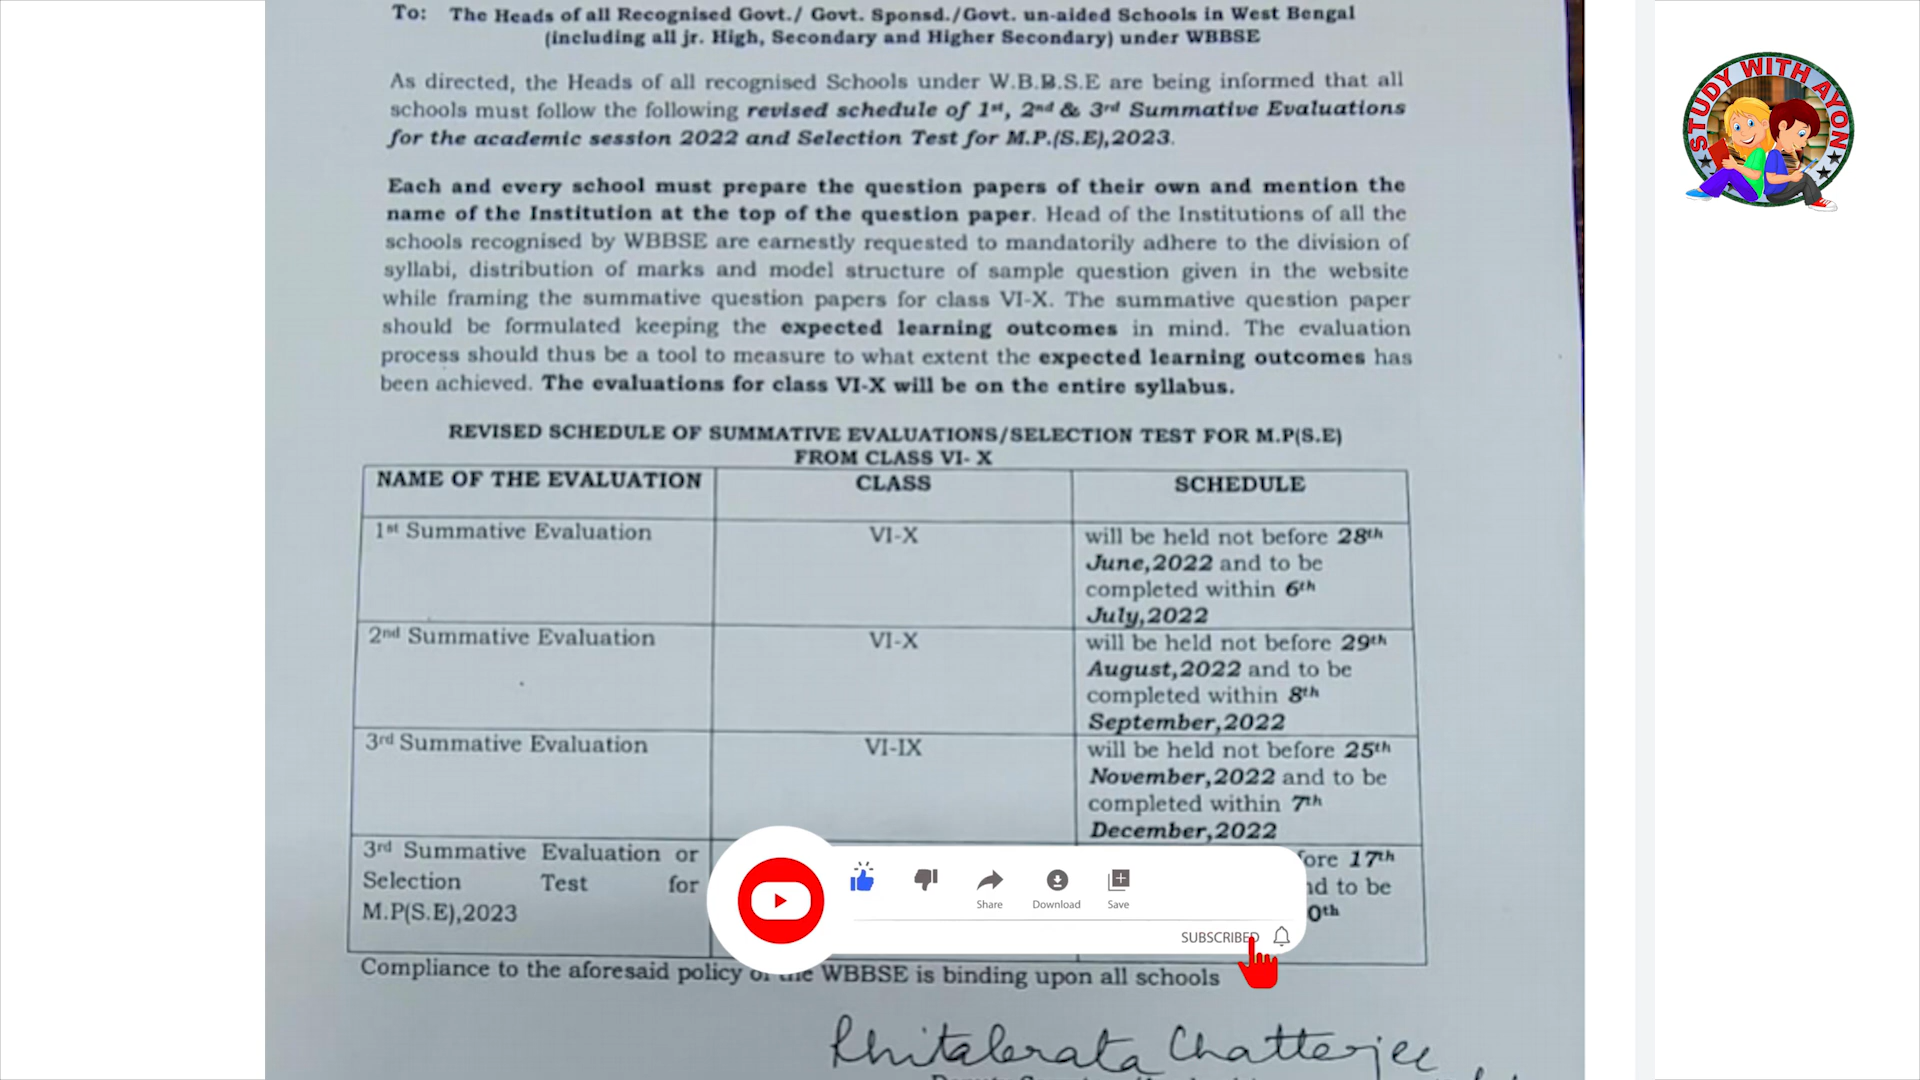 To: The Heads of all Recognised Govt./ Govt. Sponsd./Govt. un-aided Schools in West Bengal
(including all jr. High, Secondary and Higher Secondary) under WBBSE
As directed, the Heads of all recognised Schools under W.B.B.S.E are being informed that all
schools must follow the following revised schedule of 1st, 2nd & 3rd Summative Evaluations
for the academic session 2022 and Selection Test for M.P.(S.E),2023.
Each and every school must prepare the question papers of their own and mention the
name of the Institution at the top of the question paper. Head of the Institutions of all the
schools recognised by WBBSE are earnestly requested to mandatorily adhere to the division of
syllabi, distribution of marks and model structure of sample question given in the website
while framing the summative question papers for class VI-X. The summative question paper
should be formulated keeping the expected learning outcomes in mind. The evaluation
process should thus be a tool to measure to what extent the expected learning outcomes has
been achieved. The evaluations for class VI-X will be on the entire syllabus.
REVISED SCHEDULE OF SUMMATIVE EVALUATIONS/SELECTION TEST FOR M.P(S.E)
FROM CLASS VI- X
NAME OF THE EVALUATION CLASS SCHEDULE
1st Summative Evaluation VI-X will be held not before 28th
June,2022 and to be
completed within 6th
July,2022
2nd Summative Evaluation VI-X will be held not before 29th
August,2022 and to be
completed within 8th
September,2022
3rd Summative Evaluation VI-IX will be held not before 25th
November,2022 and to be
completed within 7th
December,2022
3rd Summative Evaluation or
Selection Test for
M.P(S.E),2023
17th
to be
Compliance to the aforesaid policy WBBSE is binding upon all schools
Chatterjee
Share Download Save
SUBSCRIBED
STUDY WITH AYON